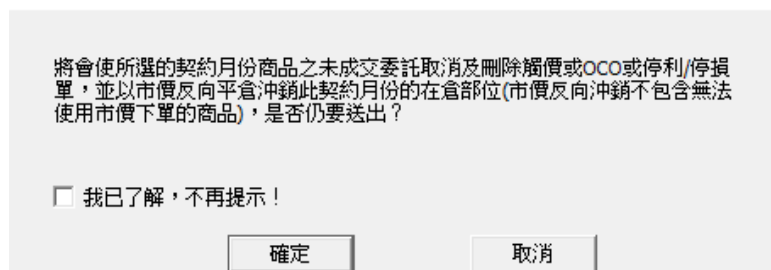 將會使所選的契約月份商品之未成交委託取消及刪除觸價或OCO或停利/停損
單，並以市價反向平倉沖銷此契約月份的在倉部位(市價反向沖銷不包含無法
使用市價下單的商品)，是否仍要送出？
我已了解，不再提示！
確定
取消